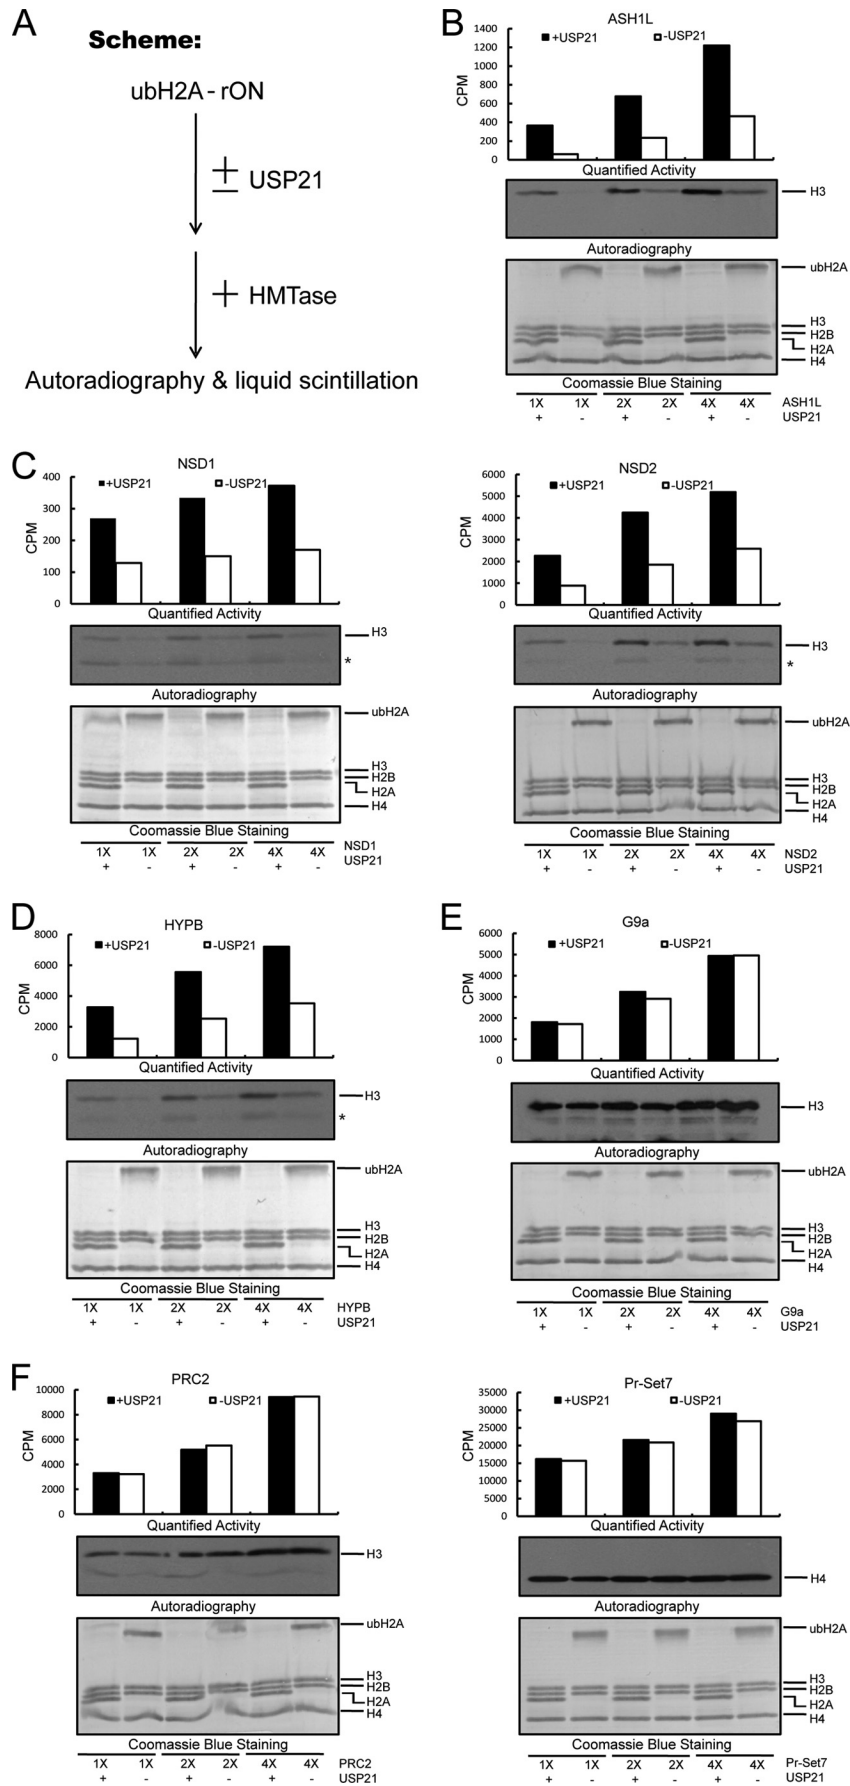 A
Scheme:
ubH2A - rON
± USP21
+ HMTase
Autoradiography & liquid scintillation
B
ASH1L
+USP21 -USP21
CPM
1400
1200
1000
800
600
400
200
0
Quantified Activity
H3
Autoradiography
ubH2A
H3
H2B
H2A
H4
Coomassie Blue Staining
1X 1X 2X 2X 4X 4X ASH1L
+ - + - + - USP21
C
NSD1
+USP21 -USP21
CPM
400
300
200
100
0
Quantified Activity
H3
*
Autoradiography
ubH2A
H3
H2B
H2A
H4
Coomassie Blue Staining
1X 1X 2X 2X 4X 4X NSD1
+ - + - + - USP21
NSD2
+USP21 -USP21
CPM
6000
5000
4000
3000
2000
1000
0
Quantified Activity
H3
*
Autoradiography
ubH2A
H3
H2B
H2A
H4
Coomassie Blue Staining
1X 1X 2X 2X 4X 4X NSD2
+ - + - + - USP21
D
HYPB
+USP21 -USP21
CPM
8000
6000
4000
2000
0
Quantified Activity
H3
*
Autoradiography
ubH2A
H3
H2B
H2A
H4
Coomassie Blue Staining
1X 1X 2X 2X 4X 4X HYPB
+ - + - + - USP21
E
G9a
+USP21 -USP21
CPM
6000
5000
4000
3000
2000
1000
0
Quantified Activity
H3
Autoradiography
ubH2A
H3
H2B
H2A
H4
Coomassie Blue Staining
1X 1X 2X 2X 4X 4X G9a
+ - + - + - USP21
F
PRC2
+USP21 -USP21
CPM
10000
8000
6000
4000
2000
0
Quantified Activity
H3
Autoradiography
ubH2A
H3
H2B
H2A
H4
Coomassie Blue Staining
1X 1X 2X 2X 4X 4X PRC2
+ - + - + - USP21
Pr-Set7
+USP21 -USP21
CPM
35000
30000
25000
20000
15000
10000
5000
0
Quantified Activity
H4
Autoradiography
ubH2A
H3
H2B
H2A
H4
Coomassie Blue Staining
1X 1X 2X 2X 4X 4X Pr-Set7
+ - + - + - USP21